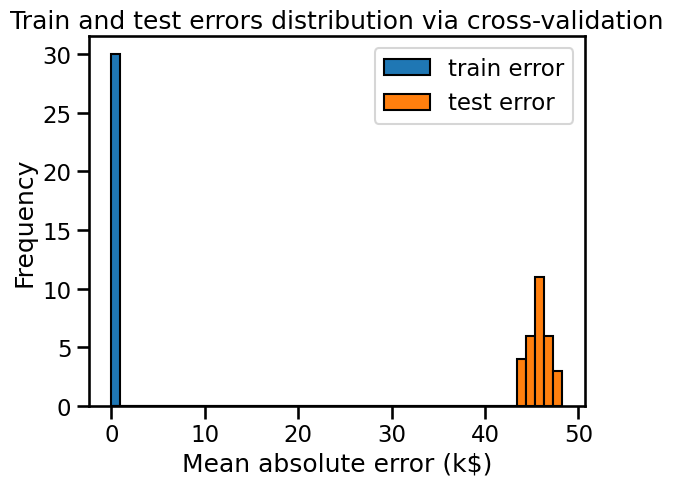 Train and test errors distribution via cross-validation
train error
test error
Frequency
30
25
20
15
10
5
0
0 10 20 30 40 50
Mean absolute error (k$)